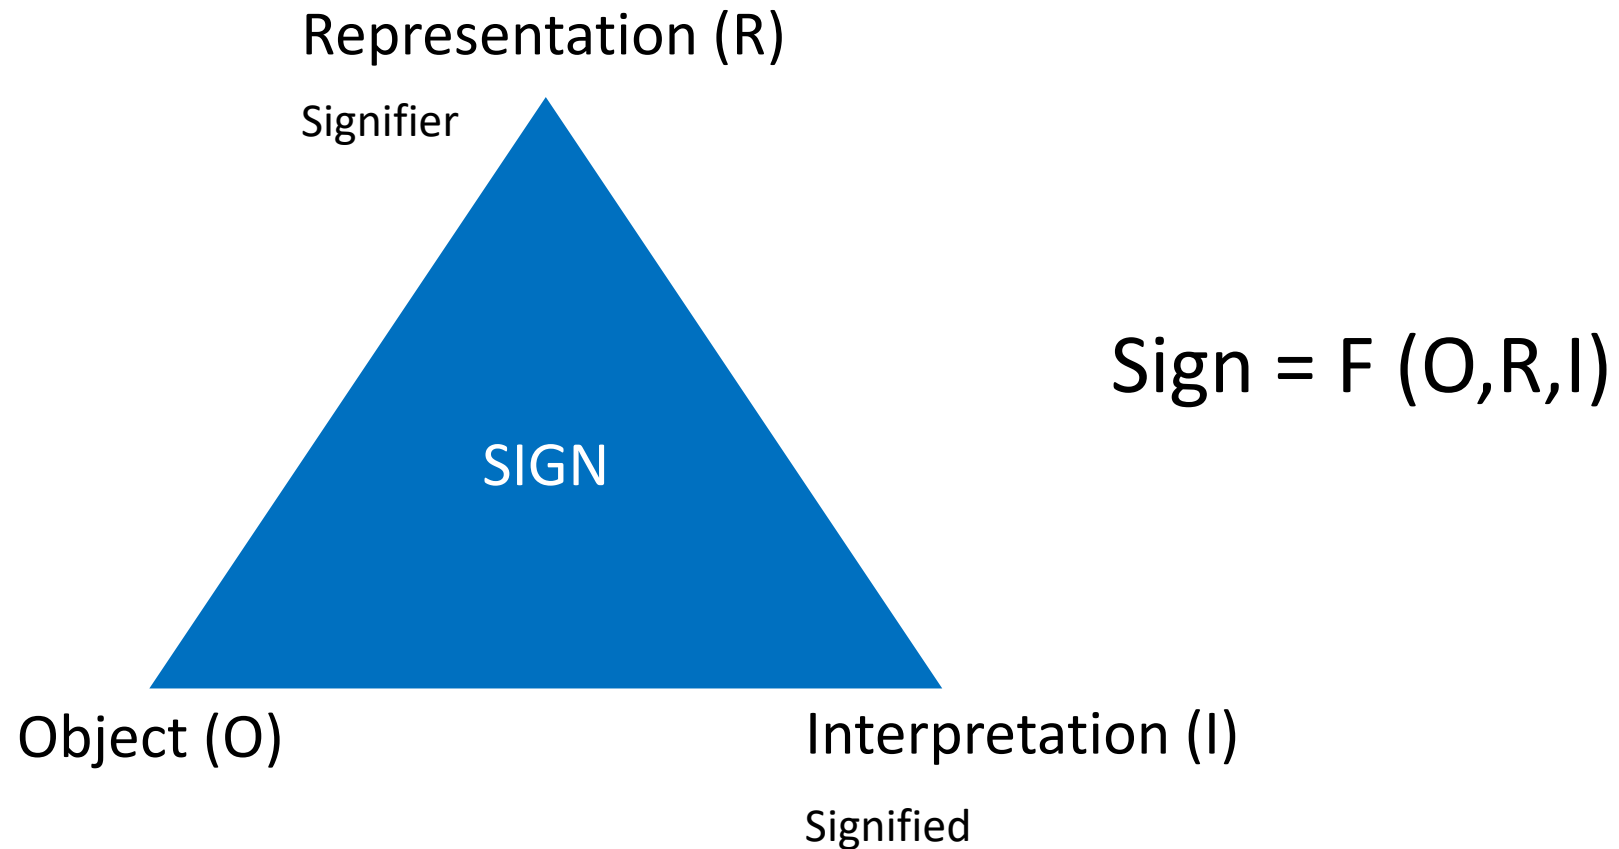 Representation (R)
Signifier
Sign = F (O,R,I)
SIGN
Object (O)
Interpretation (I)
Signified